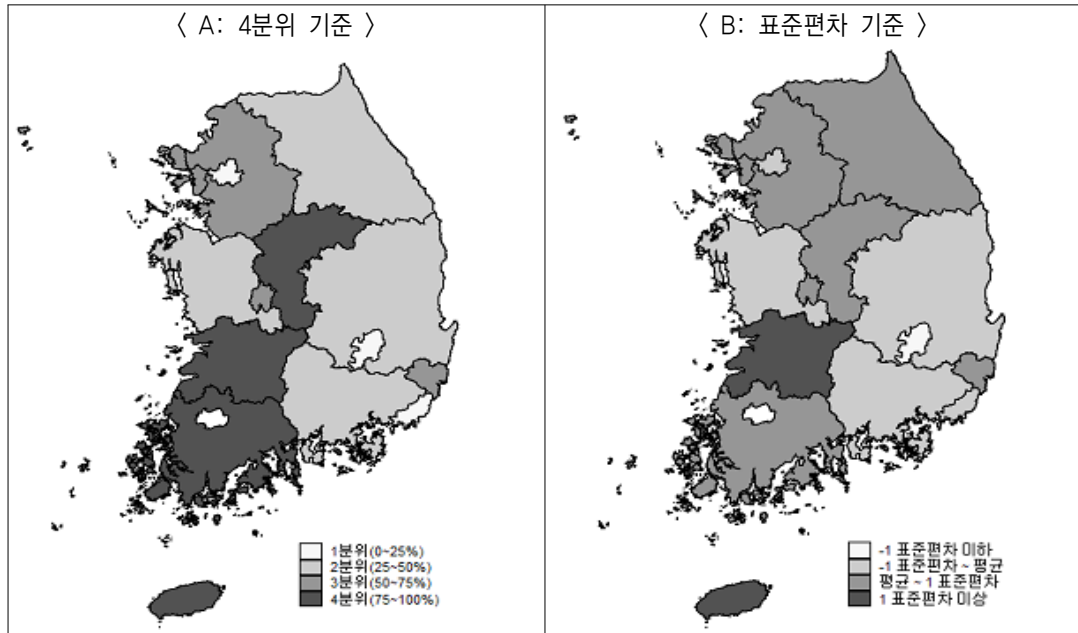 〈 A: 4분위 기준 〉
1분위(0~25%)
2분위(25~50%)
3분위(50~75%)
4분위(75~100%)
〈 B: 표준편차 기준 〉
-1 표준편차 이하
-1 표준편차 ~ 평균
평균 ~ 1 표준편차
1 표준편차 이상